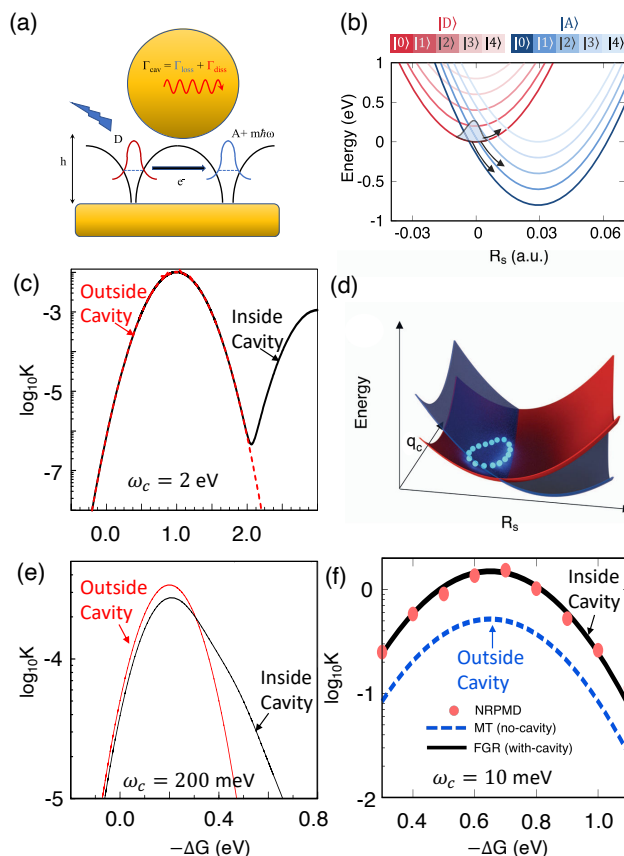 (a)
Γcav = Γloss + Γdiss
D
A+ mħω
h
e-
(b)
|D⟩ |A⟩
|0⟩ |1⟩ |2⟩ |3⟩ |4⟩ |0⟩ |1⟩ |2⟩ |3⟩ |4⟩
Energy (eV)
1
0.5
0
-0.5
-1
-0.03 0 0.03 0.06
Rs (a.u.)
(c)
Outside
Cavity
Inside
Cavity
log10K
-3
-5
-7
ωc = 2 eV
0.0 1.0 2.0
(d)
Energy
qc
Rs
(e)
Outside
Cavity
Inside
Cavity
log10K
-4
-5
ωc = 200 meV
0.0 0.4 0.8
−ΔG (eV)
(f)
Inside
Cavity
Outside
Cavity
log10K
0
-1
-2
NRPMD
MT (no-cavity)
FGR (with-cavity)
ωc = 10 meV
0.4 0.6 0.8 1.0
−ΔG (eV)